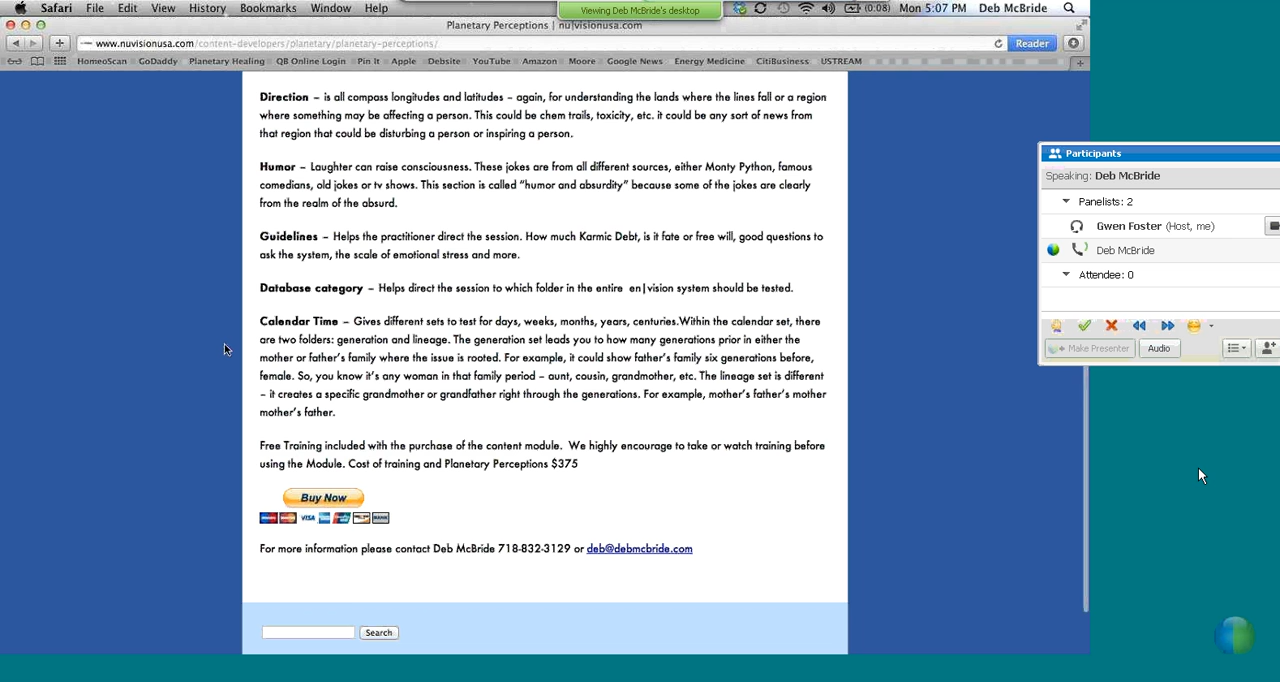 Safari File Edit View History Bookmarks Window Help
Viewing Deb McBride's desktop
(0:08) Mon 5:07 PM Deb McBride
Planetary Perceptions | nu|visionusa.com
www.nuvisionusa.com/content-developers/planetary/planetary-perceptions/
Reader
HomeoScan GoDaddy Planetary Healing QB Online Login Pin It Apple Debsite YouTube Amazon Moore Google News Energy Medicine CitiBusiness USTREAM
Direction – is all compass longitudes and latitudes – again, for understanding the lands where the lines fall or a region
where something may be affecting a person. This could be chem trails, toxicity, etc. it could be any sort of news from
that region that could be disturbing a person or inspiring a person.
Humor – Laughter can raise consciousness. These jokes are from all different sources, either Monty Python, famous
comedians, old jokes or tv shows. This section is called "humor and absurdity" because some of the jokes are clearly
from the realm of the absurd.
Guidelines – Helps the practitioner direct the session. How much Karmic Debt, is it fate or free will, good questions to
ask the system, the scale of emotional stress and more.
Database category – Helps direct the session to which folder in the entire en|vision system should be tested.
Calendar Time – Gives different sets to test for days, weeks, months, years, centuries.Within the calendar set, there
are two folders: generation and lineage. The generation set leads you to how many generations prior in either the
mother or father's family where the issue is rooted. For example, it could show father's family six generations before,
female. So, you know it's any woman in that family period – aunt, cousin, grandmother, etc. The lineage set is different
– it creates a specific grandmother or grandfather right through the generations. For example, mother's father's mother
mother's father.
Free Training included with the purchase of the content module. We highly encourage to take or watch training before
using the Module. Cost of training and Planetary Perceptions $375
Buy Now
VISA
For more information please contact Deb McBride 718-832-3129 or deb@debmcbride.com
Search
Participants
Speaking: Deb McBride
Panelists: 2
Gwen Foster (Host, me)
Deb McBride
Attendee: 0
Make Presenter
Audio